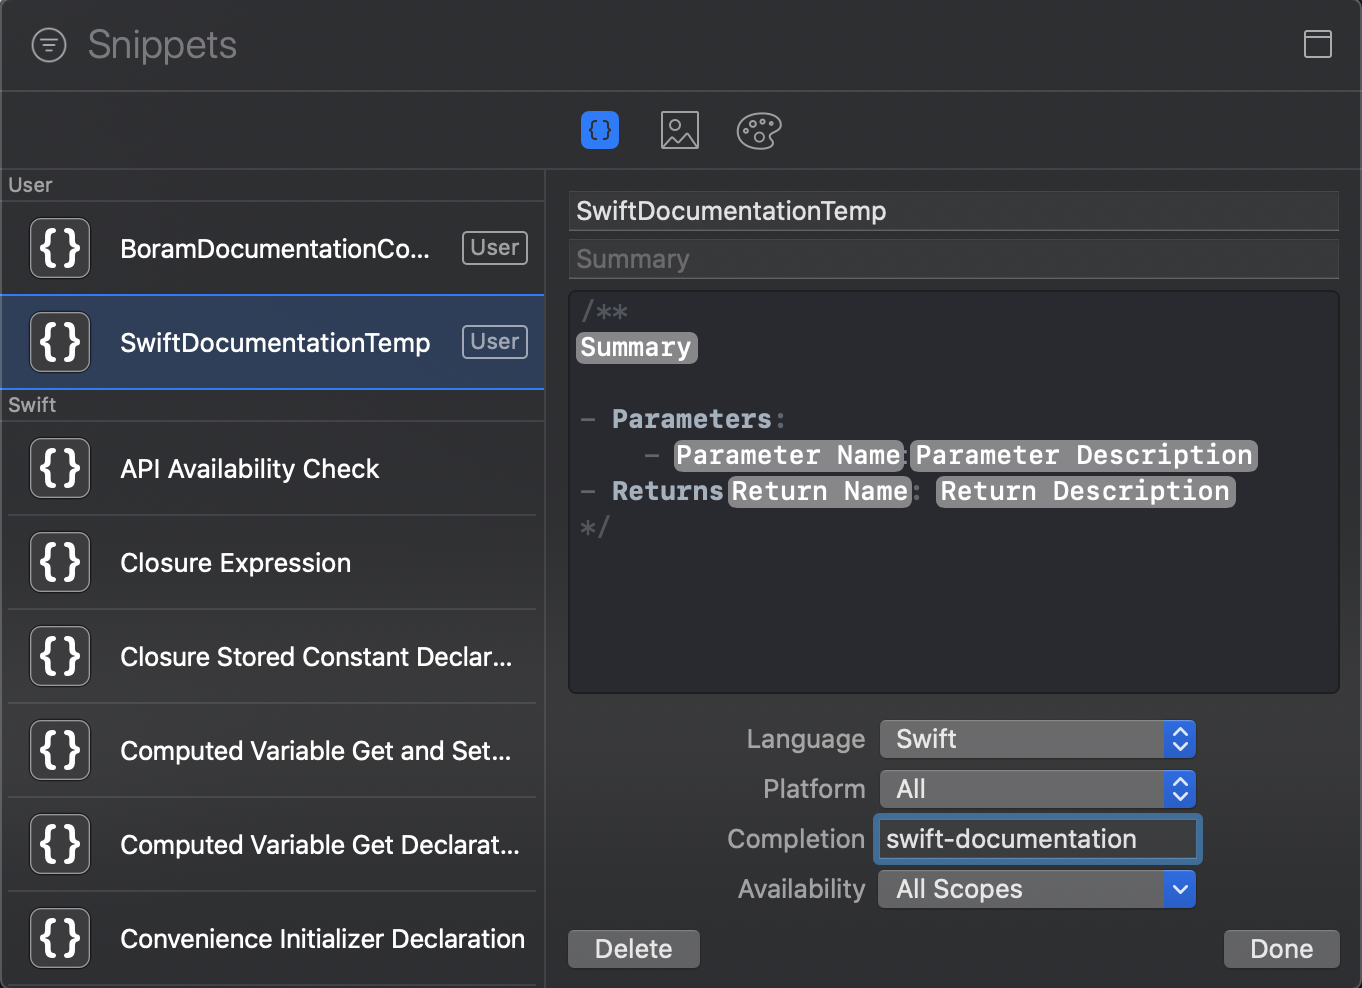 Snippets
User
BoramDocumentationCo...
User
SwiftDocumentationTemp
User
Swift
API Availability Check
Closure Expression
Closure Stored Constant Declar...
Computed Variable Get and Set...
Computed Variable Get Declarat...
Convenience Initializer Declaration
SwiftDocumentationTemp
Summary
/**
Summary
- Parameters:
- Parameter Name:Parameter Description
- Returns Return Name: Return Description
*/
Language Swift
Platform All
Completion swift-documentation
Availability All Scopes
Delete
Done